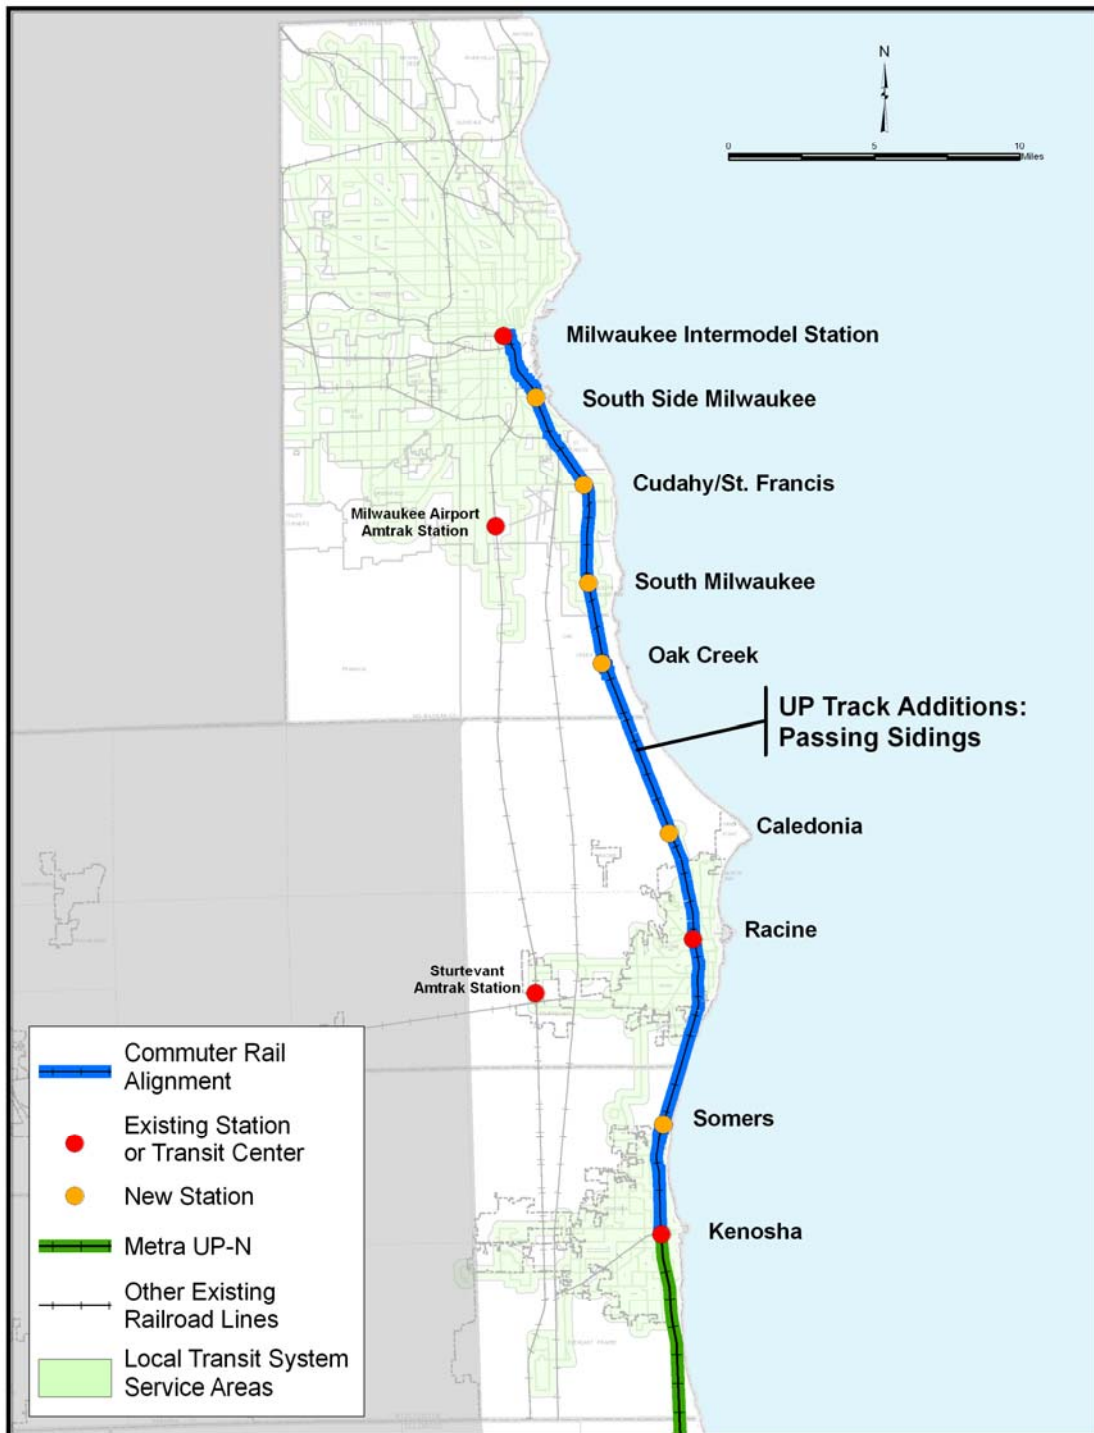 N
0 5 10
Miles
Milwaukee Intermodel Station
South Side Milwaukee
Cudahy/St. Francis
Milwaukee Airport
Amtrak Station
South Milwaukee
Oak Creek
UP Track Additions:
Passing Sidings
Caledonia
Racine
Sturtevant
Amtrak Station
Somers
Kenosha
Commuter Rail
Alignment
Existing Station
or Transit Center
New Station
Metra UP-N
Other Existing
Railroad Lines
Local Transit System
Service Areas